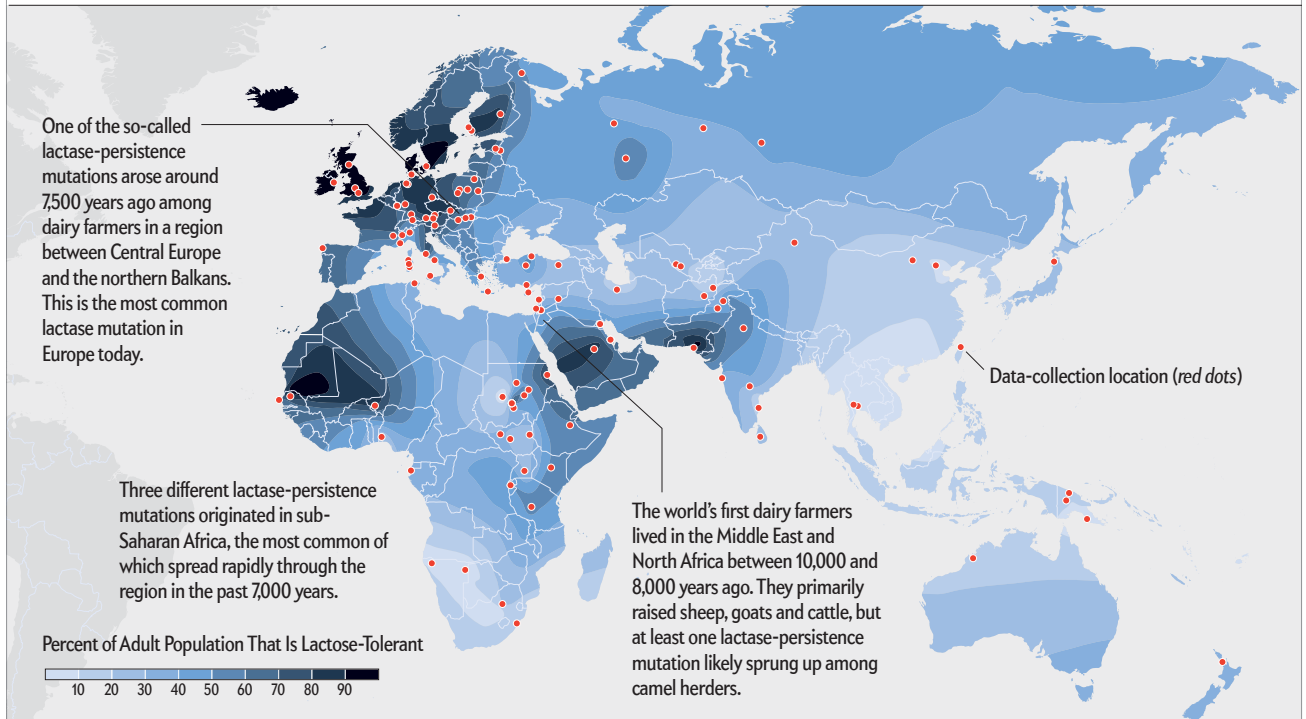 One of the so-called
lactase-persistence
mutations arose around
7,500 years ago among
dairy farmers in a region
between Central Europe
and the northern Balkans.
This is the most common
lactase mutation in
Europe today.
Data-collection location (red dots)
Three different lactase-persistence
mutations originated in sub-
Saharan Africa, the most common of
which spread rapidly through the
region in the past 7,000 years.
The world's first dairy farmers
lived in the Middle East and
North Africa between 10,000 and
8,000 years ago. They primarily
raised sheep, goats and cattle, but
at least one lactase-persistence
mutation likely sprung up among
camel herders.
Percent of Adult Population That Is Lactose-Tolerant
10 20 30 40 50 60 70 80 90